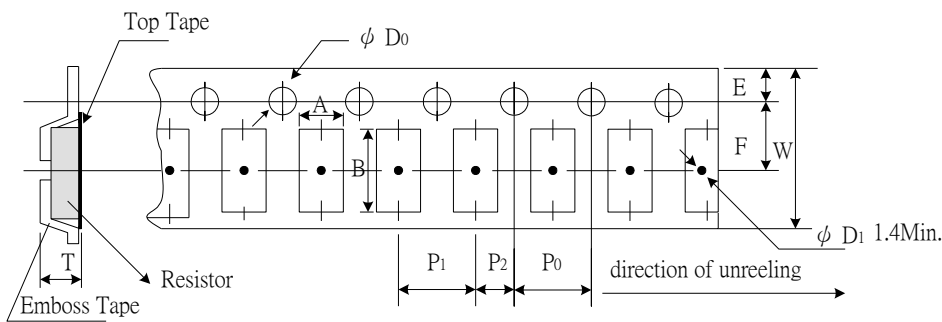 Top Tape
ϕ D0
A
E
F
W
B
ϕ D1 1.4Min.
T
P1
P2
P0
direction of unreeling
Resistor
Emboss Tape